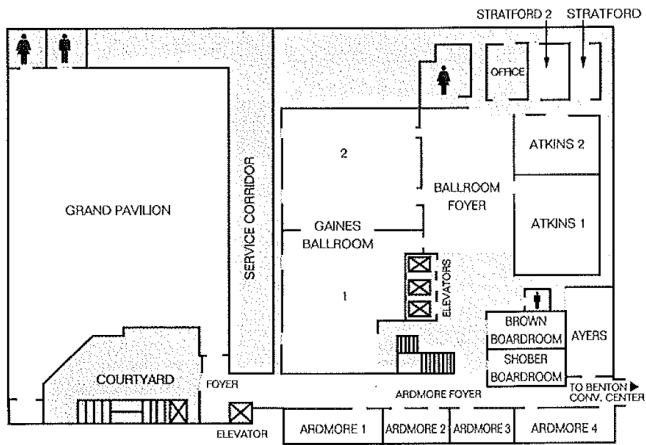 STRATFORD 2
STRATFORD
OFFICE
2
ATKINS 2
GRAND PAVILION
SERVICE CORRIDOR
BALLROOM
FOYER
GAINES
BALLROOM
ATKINS 1
ELEVATORS
1
BROWN
BOARDROOM
AYERS
SHOBER
BOARDROOM
COURTYARD
FOYER
ARDMORE FOYER
TO BENTON
CONV. CENTER
ELEVATOR
ARDMORE 1
ARDMORE 2
ARDMORE 3
ARDMORE 4